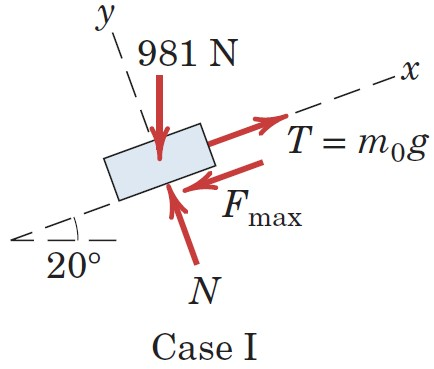 y
981 N
x
T = m₀g
F_max
20°
N
Case I